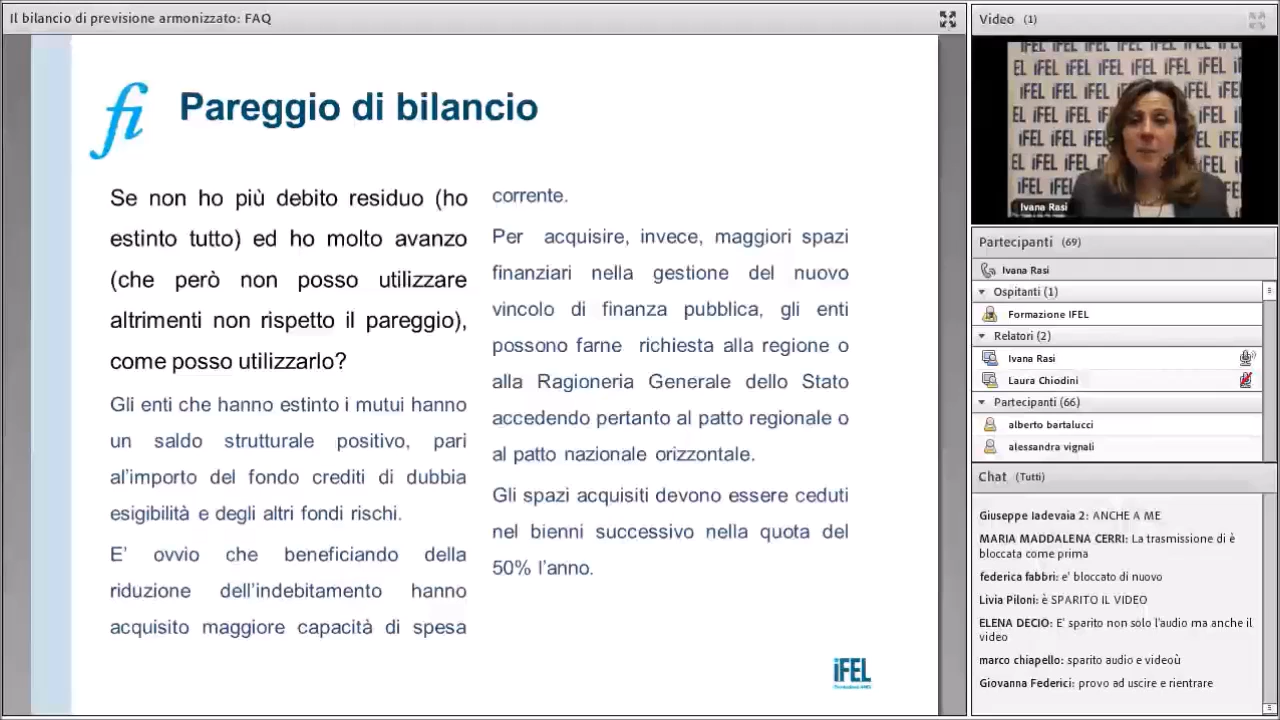 Il bilancio di previsione armonizzato: FAQ
Pareggio di bilancio
Se non ho più debito residuo (ho
estinto tutto) ed ho molto avanzo
(che però non posso utilizzare
altrimenti non rispetto il pareggio),
come posso utilizzarlo?
Gli enti che hanno estinto i mutui hanno
un saldo strutturale positivo, pari
al'importo del fondo crediti di dubbia
esigibilità e degli altri fondi rischi.
E' ovvio che beneficiando della
riduzione dell'indebitamento hanno
acquisito maggiore capacità di spesa
corrente.
Per acquisire, invece, maggiori spazi
finanziari nella gestione del nuovo
vincolo di finanza pubblica, gli enti
possono farne richiesta alla regione o
alla Ragioneria Generale dello Stato
accedendo pertanto al patto regionale o
al patto nazionale orizzontale.
Gli spazi acquisiti devono essere ceduti
nel bienni successivo nella quota del
50% l'anno.
iFEL
Video (1)
EL iFEL iFEL iFEL iFEL iFEL
Ivana Rasi
Partecipanti (69)
Ivana Rasi
Ospitanti (1)
Formazione IFEL
Relatori (2)
Ivana Rasi
Laura Chiodini
Partecipanti (66)
alberto bartalucci
alessandra vignali
Chat (Tutti)
Giuseppe Iadevaia 2: ANCHE A ME
MARIA MADDALENA CERRI: La trasmissione di è
bloccata come prima
federica fabbri: e' bloccato di nuovo
Livia Piloni: è SPARITO IL VIDEO
ELENA DECIO: E' sparito non solo l'audio ma anche il
video
marco chiapello: sparito audio e videoù
Giovanna Federici: provo ad uscire e rientrare